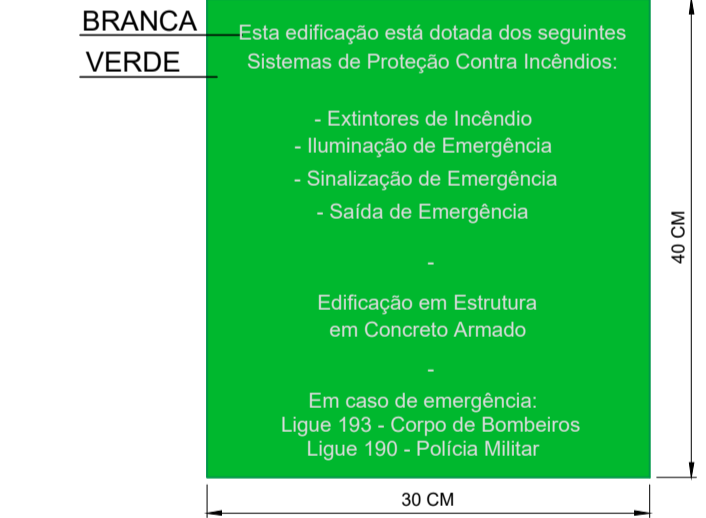 BRANCA
VERDE
Esta edificação está dotada dos seguintes
Sistemas de Proteção Contra Incêndios:
- Extintores de Incêndio
- Iluminação de Emergência
- Sinalização de Emergência
- Saída de Emergência
-
Edificação em Estrutura
em Concreto Armado
-
Em caso de emergência:
Ligue 193 - Corpo de Bombeiros
Ligue 190 - Polícia Militar
40 CM
30 CM